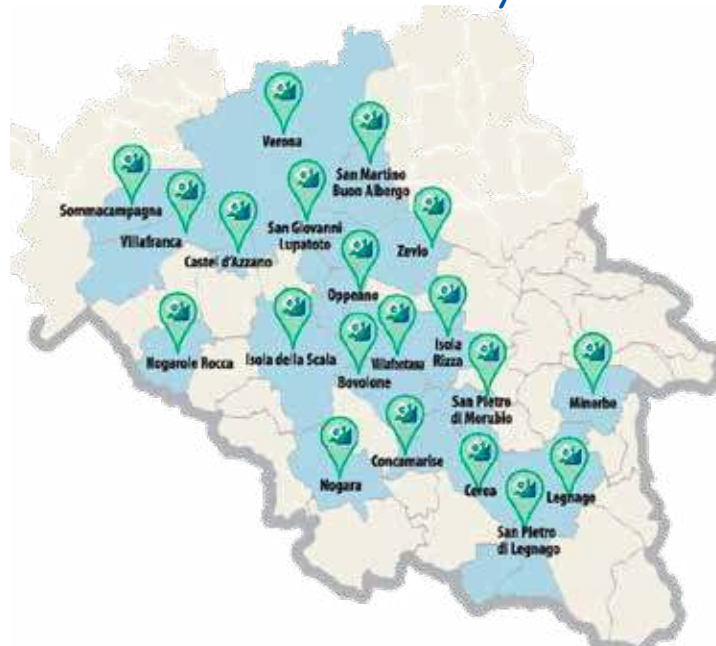 Verona
San Martino
Buon Albergo
Sommacampagna
Villafranca
Castel d'Azzano
San Giovanni
Lupatoto
Zevio
Oppeano
Nogarole Rocca
Isola della Scala
Bovolone
Villafontana
Isola
Rizza
San Pietro
di Morubio
Minerbe
Nogara
Concamarise
Cerea
Legnago
San Pietro
di Legnago